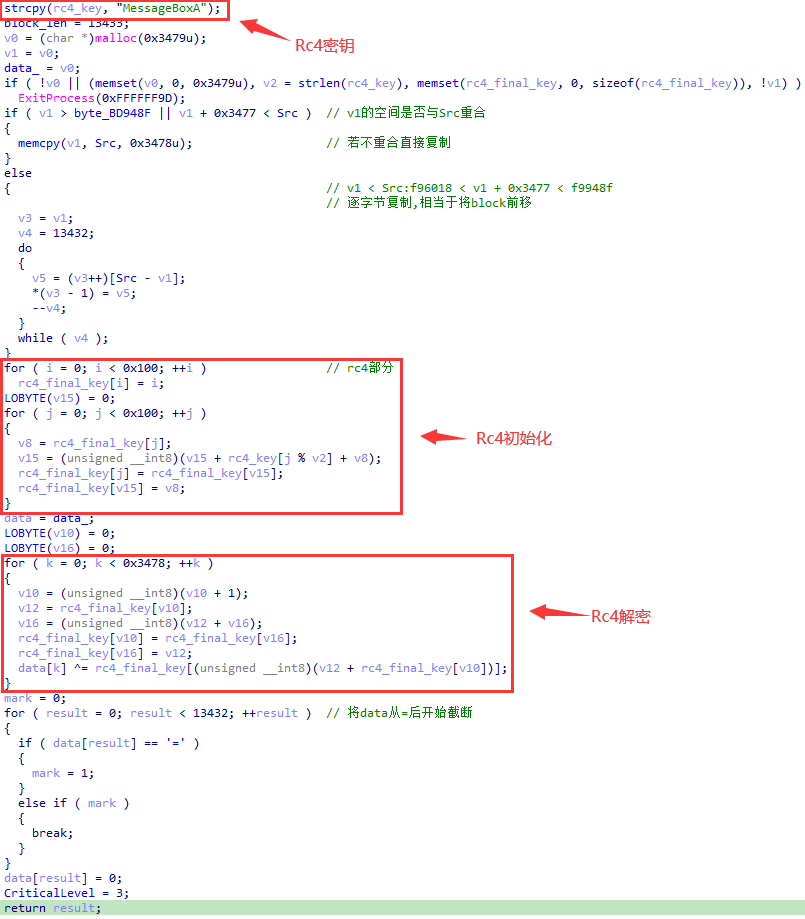 strcpy(rc4_key, "MessageBoxA");
block_len = 13433;
Rc4密钥
v0 = (char *)malloc(0x3479u);
v1 = v0;
data_ = v0;
if ( !v0 || (memset(v0, 0, 0x3479u), v2 = strlen(rc4_key), memset(rc4_final_key, 0, sizeof(rc4_final_key)), !v1) )
ExitProcess(0xFFFFFF9D);
if ( v1 > byte_BD948F || v1 + 0x3477 < Src ) // v1的空间是否与Src重合
{
memcpy(v1, Src, 0x3478u); // 若不重合直接复制
}
else
{ // v1 < Src:f96018 < v1 + 0x3477 < f9948f
// 逐字节复制,相当于将block前移
v3 = v1;
v4 = 13432;
do
{
v5 = (v3++)[Src - v1];
*(v3 - 1) = v5;
--v4;
}
while ( v4 );
}
for ( i = 0; i < 0x100; ++i ) // rc4部分
rc4_final_key[i] = i;
LOBYTE(v15) = 0;
for ( j = 0; j < 0x100; ++j )
{
Rc4初始化
v8 = rc4_final_key[j];
v15 = (unsigned __int8)(v15 + rc4_key[j % v2] + v8);
rc4_final_key[j] = rc4_final_key[v15];
rc4_final_key[v15] = v8;
}
data = data_;
LOBYTE(v10) = 0;
LOBYTE(v16) = 0;
for ( k = 0; k < 0x3478; ++k )
{
v10 = (unsigned __int8)(v10 + 1);
v12 = rc4_final_key[v10];
Rc4解密
v16 = (unsigned __int8)(v12 + v16);
rc4_final_key[v10] = rc4_final_key[v16];
rc4_final_key[v16] = v12;
data[k] ^= rc4_final_key[(unsigned __int8)(v12 + rc4_final_key[v10])];
}
mark = 0;
for ( result = 0; result < 13432; ++result ) // 将data从=后开始截断
{
if ( data[result] == '=' )
{
mark = 1;
}
else if ( mark )
{
break;
}
}
data[result] = 0;
CriticalLevel = 3;
return result;